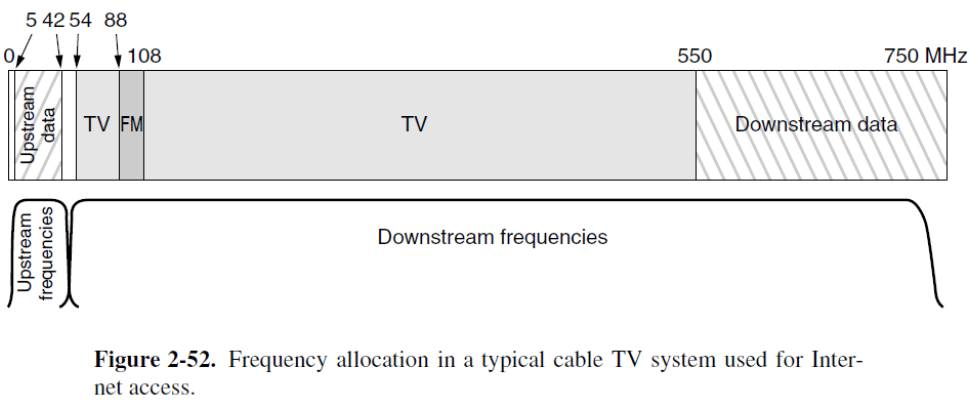 5 42 54 88
0 108 550 750 MHz
Upstream
data
TV FM TV Downstream data
Upstream
frequencies
Downstream frequencies
Figure 2-52. Frequency allocation in a typical cable TV system used for Inter-
net access.